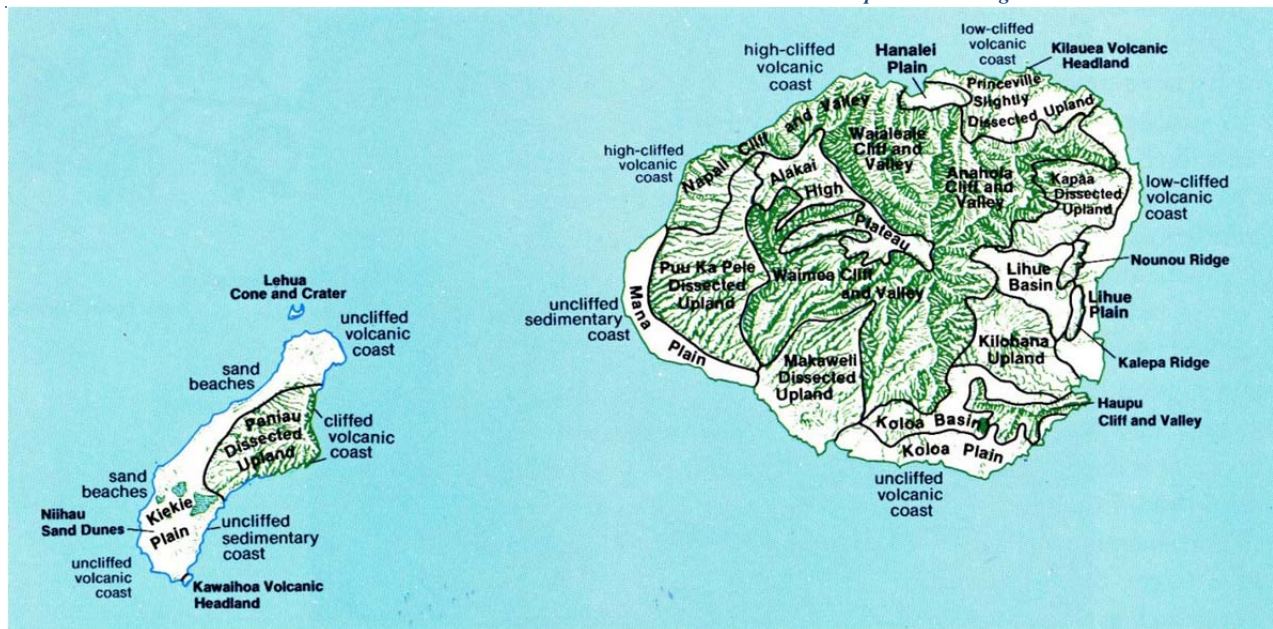 high-cliffed
volcanic
coast
Hanalei
Plain
low-cliffed
volcanic
coast
Kilauea Volcanic
Headland
Princeville
Slightly
Dissected Upland
high-cliffed
volcanic
coast
Napali Cliff and Valley
Waialeale
Cliff and
Valley
Alakai
High
Plateau
Anahola
Cliff and
Valley
Kapaa
Dissected
Upland
low-cliffed
volcanic
coast
Puu Ka Pele
Dissected
Upland
Waimea Cliff
and Valley
Lihue
Basin
Nounou Ridge
Lihue
Plain
uncliffed
sedimentary
coast
Mana
Plain
Makaweli
Dissected
Upland
Kilohana
Upland
Kalepa Ridge
Haupu
Cliff and Valley
Koloa Basin
Koloa Plain
uncliffed
volcanic
coast
Lehua
Cone and Crater
uncliffed
volcanic
coast
sand
beaches
Paniau
Dissected
Upland
cliffed
volcanic
coast
sand
beaches
Kiekie
Plain
Niihau
Sand Dunes
uncliffed
sedimentary
coast
uncliffed
volcanic
coast
Kawaihoa Volcanic
Headland